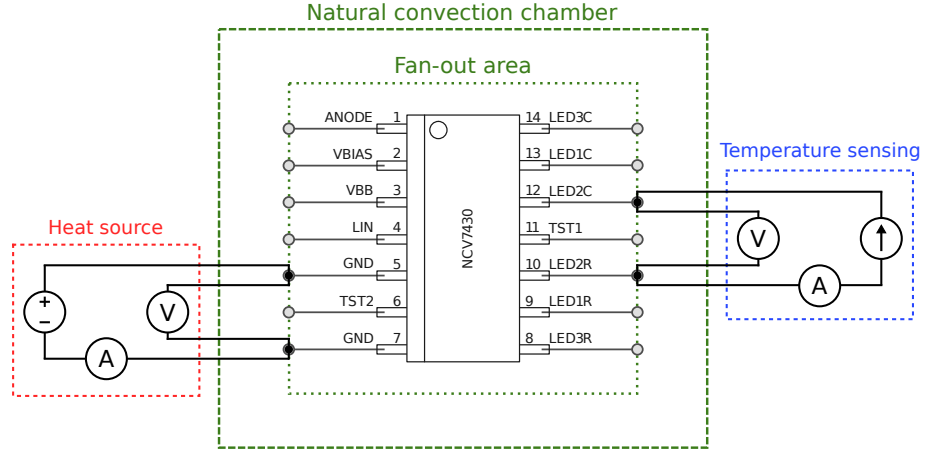 Natural convection chamber
Fan-out area
ANODE 1
VBIAS 2
VBB 3
LIN 4
GND 5
TST2 6
GND 7
NCV7430
14 LED3C
13 LED1C
12 LED2C
11 TST1
10 LED2R
9 LED1R
8 LED3R
Heat source
+
−
V
A
Temperature sensing
V
A